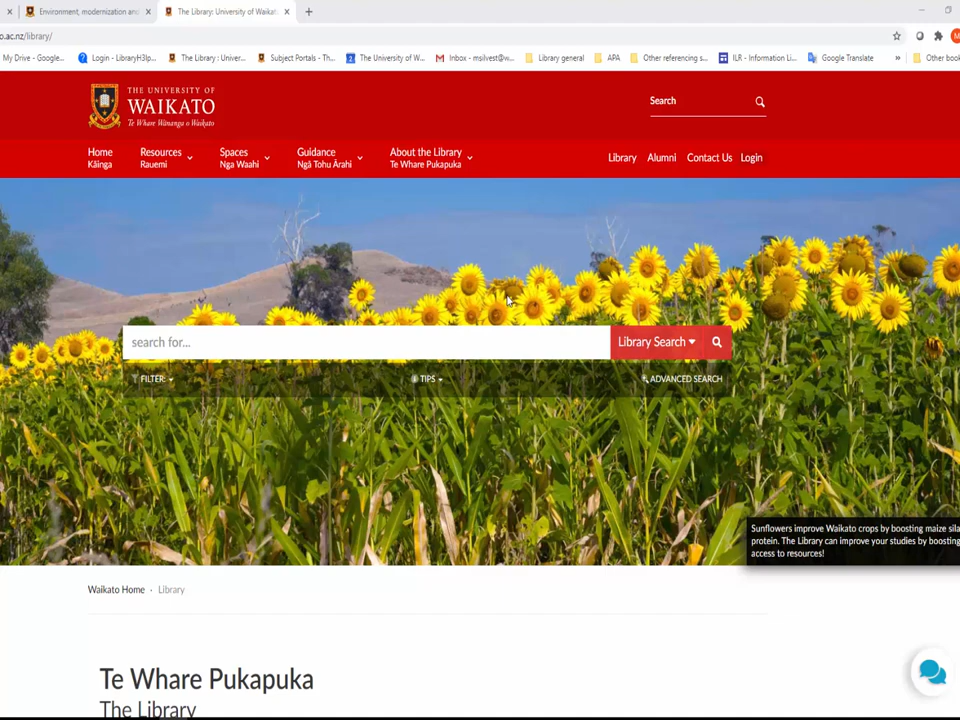 Environment, modernization and
The Library: University of Waikat
o.ac.nz/library/
My Drive - Google...
Login - LibraryH3lp...
The Library : Univer...
Subject Portals - Th...
The University of W...
Inbox - msilvest@w...
Library general
APA
Other referencing s...
ILR - Information Li...
Google Translate
»
Other book
THE UNIVERSITY OF
WAIKATO
Te Whare Wānanga o Waikato
Search
Home
Kāinga
Resources
Rauemi
Spaces
Nga Waahi
Guidance
Ngā Tohu Ārahi
About the Library
Te Whare Pukapuka
Library
Alumni
Contact Us
Login
search for...
Library Search
FILTER:
TIPS
ADVANCED SEARCH
Sunflowers improve Waikato crops by boosting maize sila
protein. The Library can improve your studies by boosting
access to resources!
Waikato Home · Library
Te Whare Pukapuka
The Library